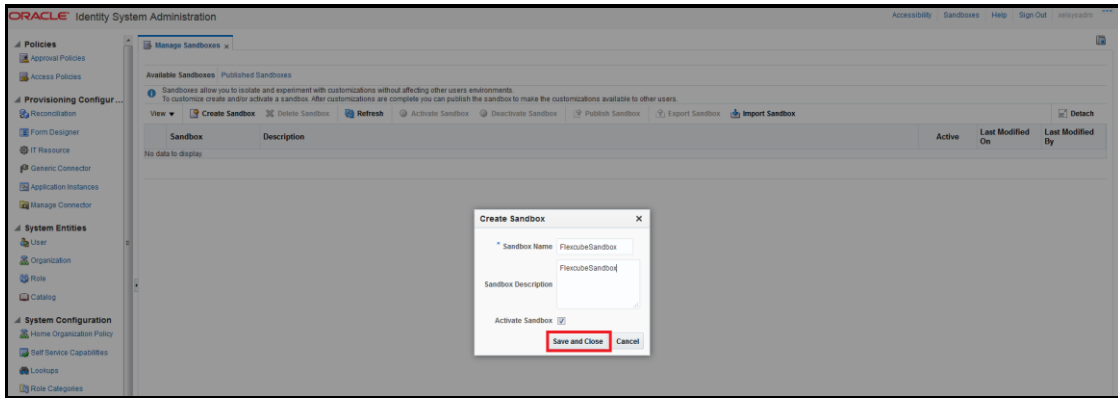 ORACLE Identity System Administration
Accessibility Sandboxes Help Sign Out xelsysadm
Policies
Approval Policies
Access Policies
Provisioning Configur...
Reconciliation
Form Designer
IT Resource
Generic Connector
Application Instances
Manage Connector
System Entities
User
Organization
Role
Catalog
System Configuration
Home Organization Policy
Self Service Capabilities
Lookups
Role Categories
Manage Sandboxes x
Available Sandboxes Published Sandboxes
Sandboxes allow you to isolate and experiment with customizations without affecting other users environments.
To customize create and/or activate a sandbox. After customizations are complete you can publish the sandbox to make the customizations available to other users.
View Create Sandbox Delete Sandbox Refresh Activate Sandbox Deactivate Sandbox Publish Sandbox Export Sandbox Import Sandbox Detach
Sandbox Description Active Last Modified On Last Modified By
No data to display
Create Sandbox
* Sandbox Name FlexcubeSandbox
Sandbox Description FlexcubeSandbox
Activate Sandbox
Save and Close Cancel